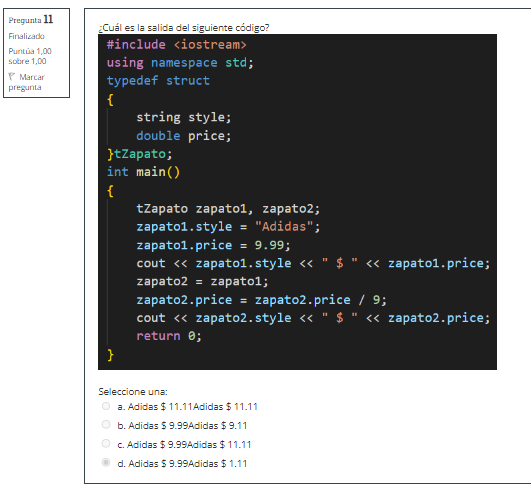 Pregunta 11
Finalizado
Puntúa 1,00
sobre 1,00
Marcar
pregunta
¿Cuál es la salida del siguiente código?
#include <iostream>
using namespace std;
typedef struct
{
string style;
double price;
}tZapato;
int main()
{
tZapato zapato1, zapato2;
zapato1.style = "Adidas";
zapato1.price = 9.99;
cout << zapato1.style << " $ " << zapato1.price;
zapato2 = zapato1;
zapato2.price = zapato2.price / 9;
cout << zapato2.style << " $ " << zapato2.price;
return 0;
}
Seleccione una:
a. Adidas $ 11.11Adidas $ 11.11
b. Adidas $ 9.99Adidas $ 9.11
c. Adidas $ 9.99Adidas $ 11.11
d. Adidas $ 9.99Adidas $ 1.11